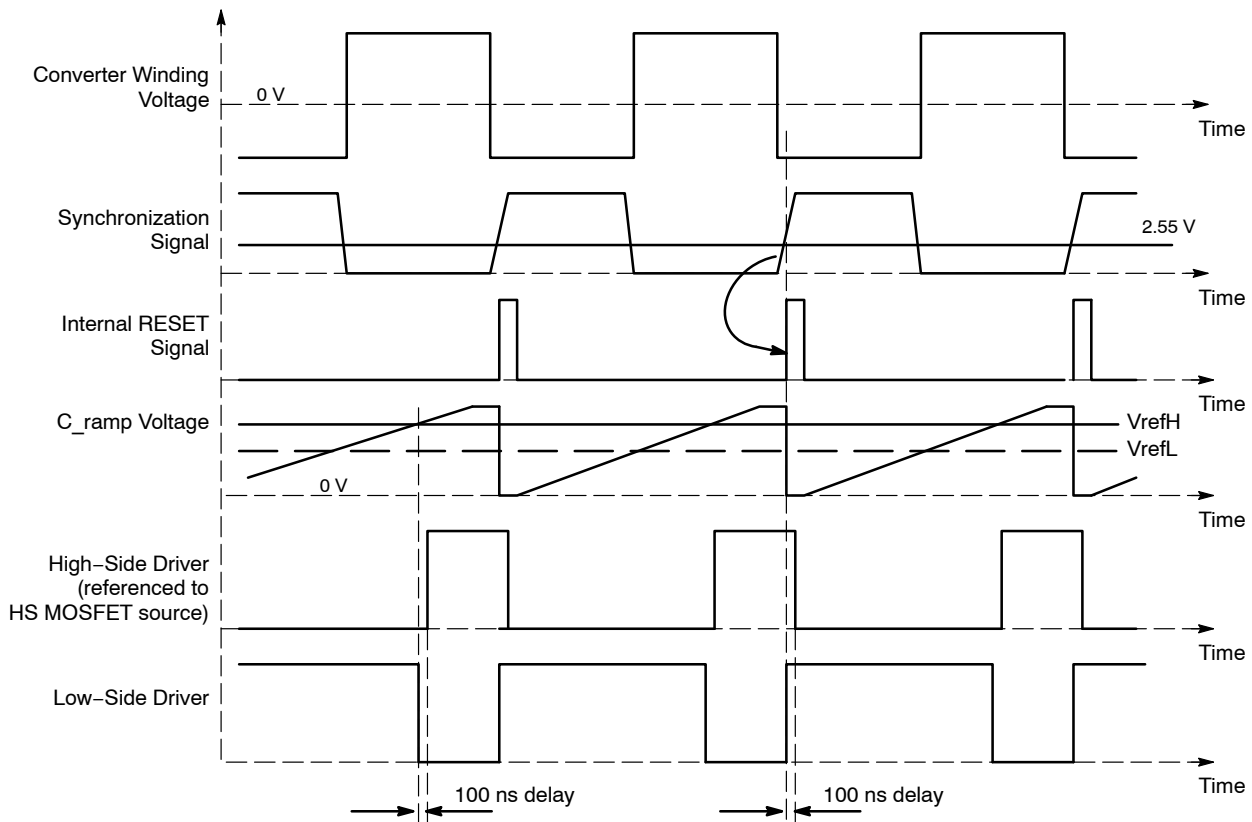 Converter Winding
Voltage
0 V
Time
Synchronization
Signal
2.55 V
Time
Internal RESET
Signal
Time
C_ramp Voltage
VrefH
VrefL
0 V
Time
High−Side Driver
(referenced to
HS MOSFET source)
Time
Low−Side Driver
Time
100 ns delay
100 ns delay